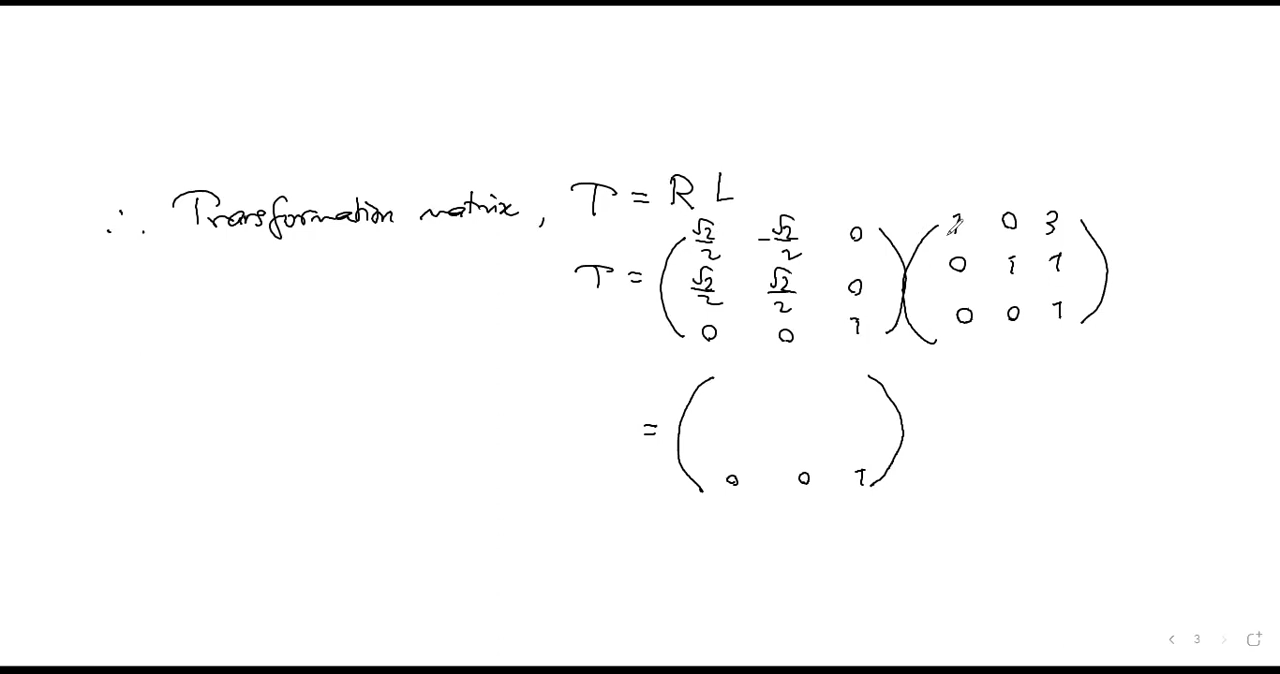 ∴ Transformation matrix, T = R L
T = ( √2/2 -√2/2 0 ) ( 2 0 3 )
( √2/2 √2/2 0 ) ( 0 1 1 )
( 0 0 1 ) ( 0 0 1 )
= ( 0 0 1 )
3